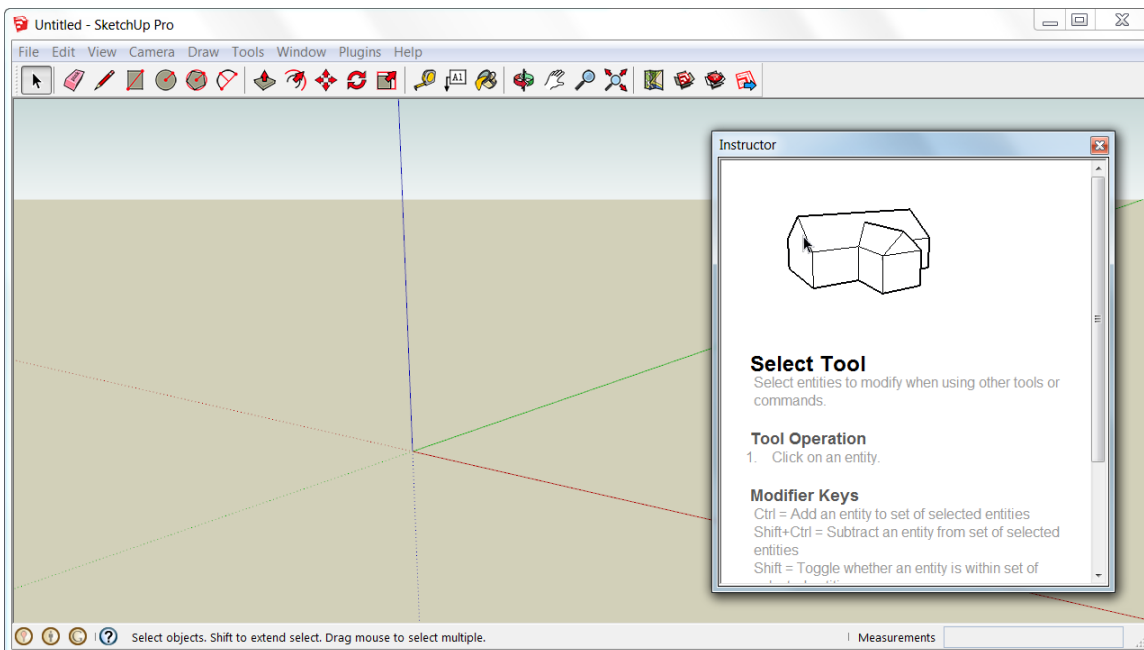 Untitled - SketchUp Pro
File Edit View Camera Draw Tools Window Plugins Help
A1
Instructor
Select Tool
Select entities to modify when using other tools or
commands.
Tool Operation
1. Click on an entity.
Modifier Keys
Ctrl = Add an entity to set of selected entities
Shift+Ctrl = Subtract an entity from set of selected
entities
Shift = Toggle whether an entity is within set of
Select objects. Shift to extend select. Drag mouse to select multiple.
Measurements